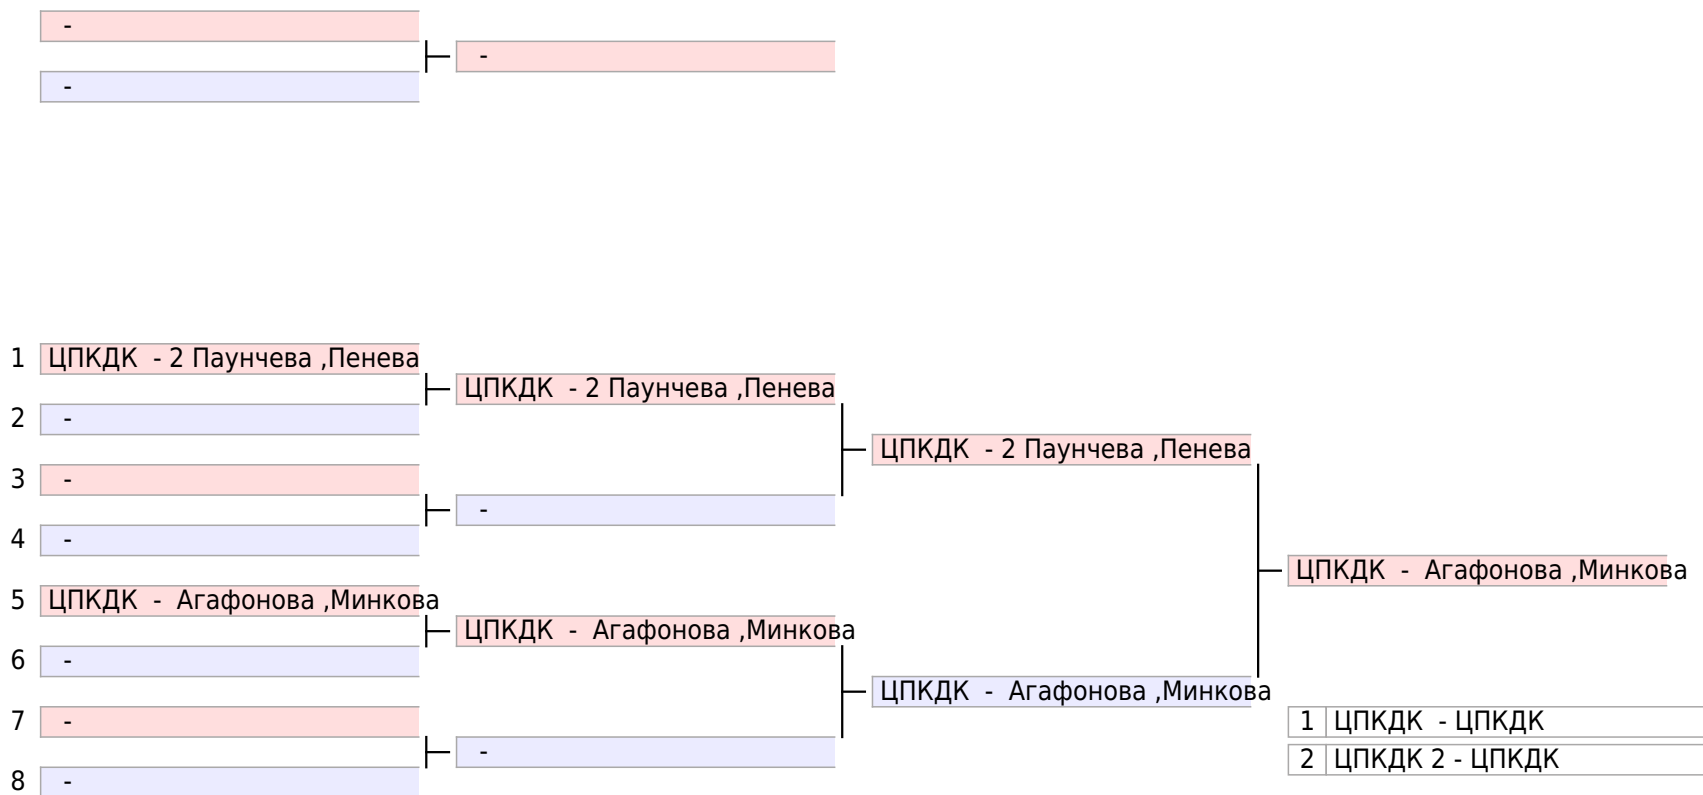 -
-
-
1 ЦПКДК - 2 Паунчева ,Пенева
ЦПКДК - 2 Паунчева ,Пенева
2 -
ЦПКДК - 2 Паунчева ,Пенева
3 -
-
4 -
ЦПКДК - Агафонова ,Минкова
5 ЦПКДК - Агафонова ,Минкова
ЦПКДК - Агафонова ,Минкова
6 -
ЦПКДК - Агафонова ,Минкова
7 -
1 ЦПКДК - ЦПКДК
-
2 ЦПКДК 2 - ЦПКДК
8 -